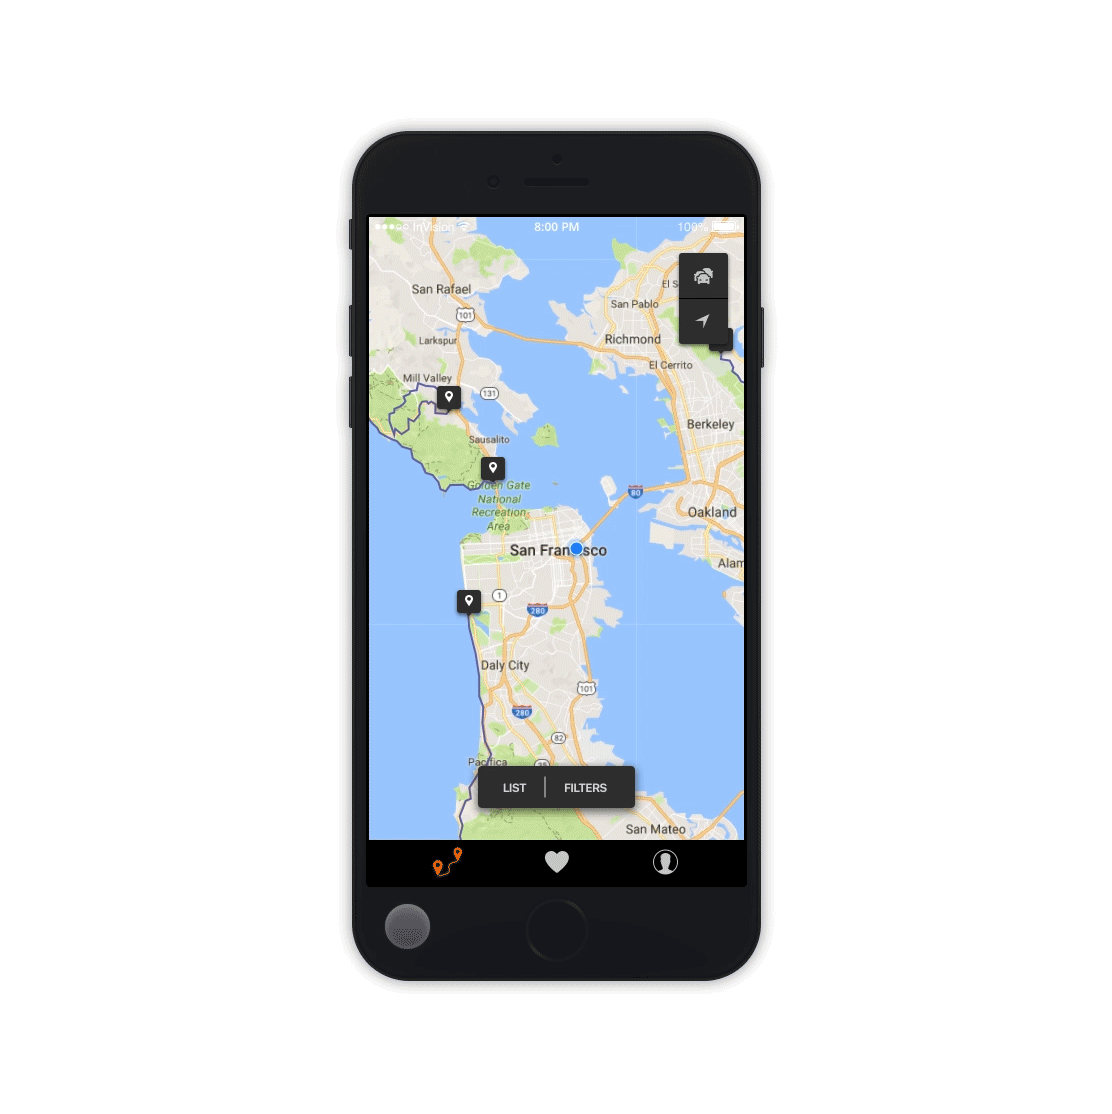 InVision
8:00 PM
100%
San Rafael
El S
101
San Pablo
Larkspur
Richmond
El Cerrito
Mill Valley
131
Berkeley
Sausalito
Golden Gate
National
Recreation
Area
80
Oakland
San Francisco
Alam
1
280
Daly City
101
280
82
Pacifica
35
LIST
FILTERS
San Mateo